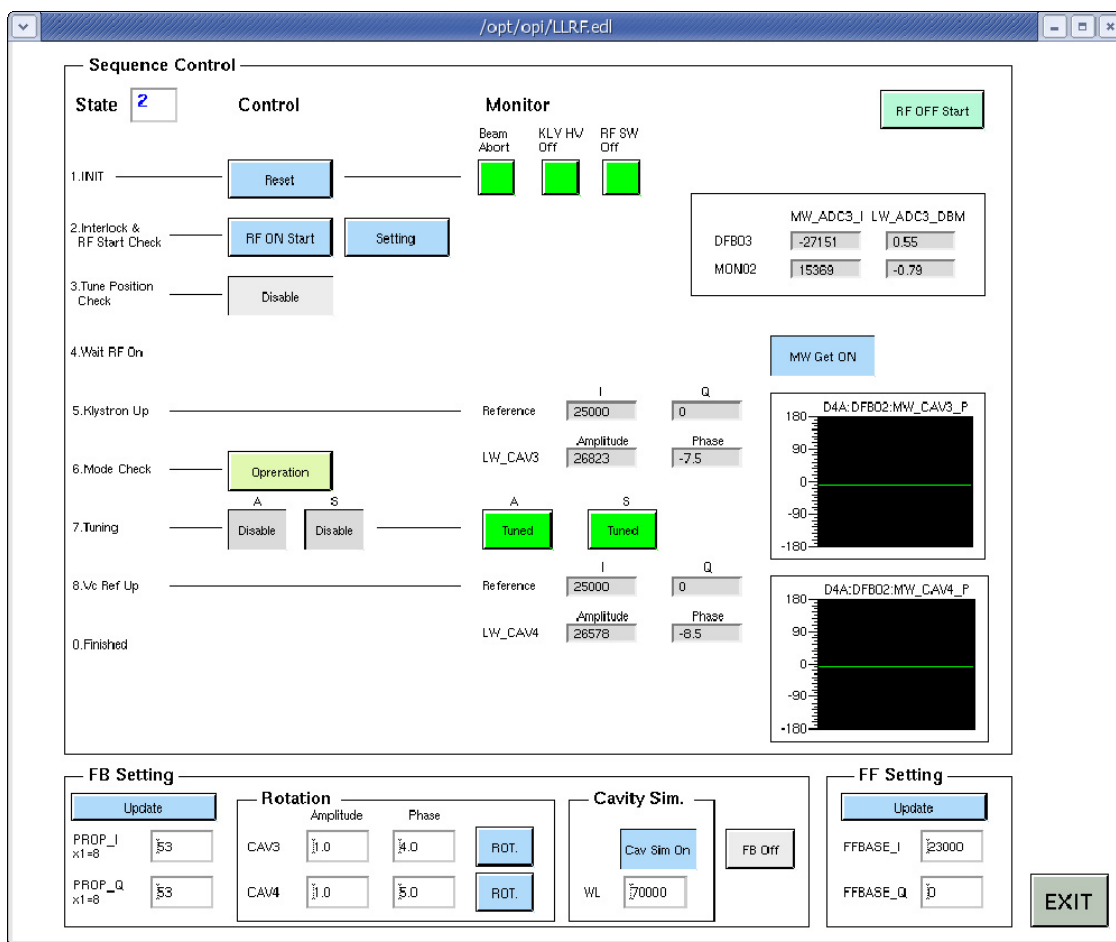 /opt/opi/LLRF.edl
Sequence Control
State 2 Control Monitor RF OFF Start
Beam Abort KLV HV Off RF SW Off
1.INIT Reset
MW_ADC3_I LW_ADC3_DBM
2.Interlock & RF Start Check RF ON Start Setting
DFB03 -27151 0.55
MONI02 15369 -0.79
3.Tune Position Check Disable
4.Wait RF On MW Get ON
I Q
5.Klystron Up Reference 25000 0
Amplitude Phase
6.Mode Check Opreration LW_CAV3 26823 -7.5
D4A:DFB02:MW_CAV3_P
180
90
0
-90
-180
A S A S
7.Tuning Disable Disable Tuned Tuned
I Q
8.Vc Ref Up Reference 25000 0
Amplitude Phase
0.Finished LW_CAV4 26578 -8.5
D4A:DFB02:MW_CAV4_P
180
90
0
-90
-180
FB Setting
Update
PROP_I
x1=8
53
PROP_Q
x1=8
53
Rotation
Amplitude Phase
CAV3 1.0 4.0 ROT.
CAV4 1.0 5.0 ROT.
Cavity Sim.
Cav Sim On
WL 70000
FB Off
FF Setting
Update
FFBASE_I 23000
FFBASE_Q 0
EXIT